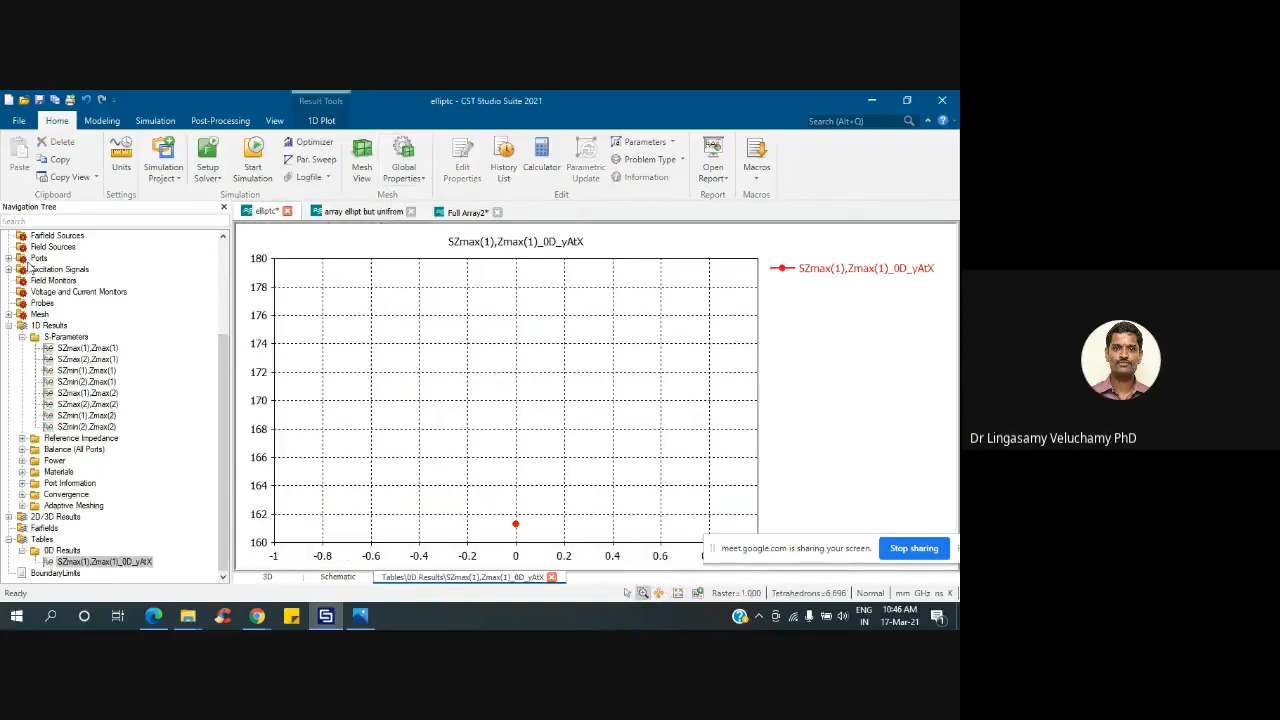 Result Tools
elliptc - CST Studio Suite 2021
File
Home
Modeling
Simulation
Post-Processing
View
1D Plot
Search (Alt+Q)
Paste
Delete
Copy
Copy View
Clipboard
Units
Settings
Simulation Project
Setup Solver
Start Simulation
Optimizer
Par. Sweep
Logfile
Simulation
Mesh View
Global Properties
Mesh
Edit Properties
History List
Calculator
Parametric Update
Parameters
Problem Type
Information
Edit
Open Report
Report
Macros
Macros
Navigation Tree
Search
elliptc*
array ellipt but unifrom
Full Array2*
Farfield Sources
Field Sources
Ports
Excitation Signals
Field Monitors
Voltage and Current Monitors
Probes
Mesh
1D Results
S-Parameters
SZmax(1),Zmax(1)
SZmax(2),Zmax(1)
SZmin(1),Zmax(1)
SZmin(2),Zmax(1)
SZmax(1),Zmax(2)
SZmax(2),Zmax(2)
SZmin(1),Zmax(2)
SZmin(2),Zmax(2)
Reference Impedance
Balance (All Ports)
Power
Materials
Port Information
Convergence
Adaptive Meshing
2D/3D Results
Farfields
Tables
0D Results
SZmax(1),Zmax(1)_0D_yAtX
BoundaryLimits
SZmax(1),Zmax(1)_0D_yAtX
180
178
176
174
172
170
168
166
164
162
160
-1
-0.8
-0.6
-0.4
-0.2
0
0.2
0.4
0.6
SZmax(1),Zmax(1)_0D_yAtX
meet.google.com is sharing your screen.
Stop sharing
3D
Schematic
Tables\0D Results\SZmax(1),Zmax(1)_0D_yAtX
Ready
Raster=1.000
Tetrahedrons=6,696
Normal
mm GHz ns K
ENG
IN
10:46 AM
17-Mar-21
Dr Lingasamy Veluchamy PhD